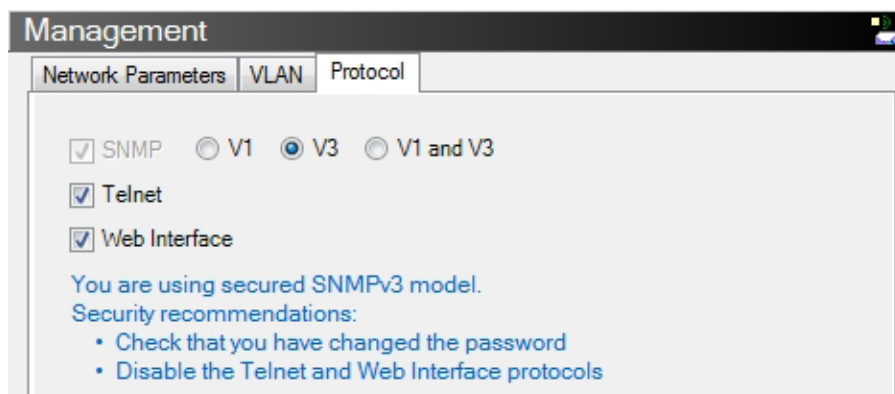 Management
Network Parameters VLAN Protocol
SNMP V1 V3 V1 and V3
Telnet
Web Interface
You are using secured SNMPv3 model.
Security recommendations:
• Check that you have changed the password
• Disable the Telnet and Web Interface protocols